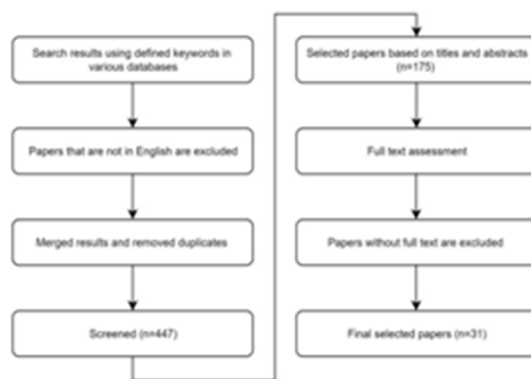 Search results using defined keywords in
various databases
Papers that are not in English are excluded
Merged results and removed duplicates
Screened (n=447)
Selected papers based on titles and abstracts
(n=175)
Full text assessment
Papers without full text are excluded
Final selected papers (n=31)